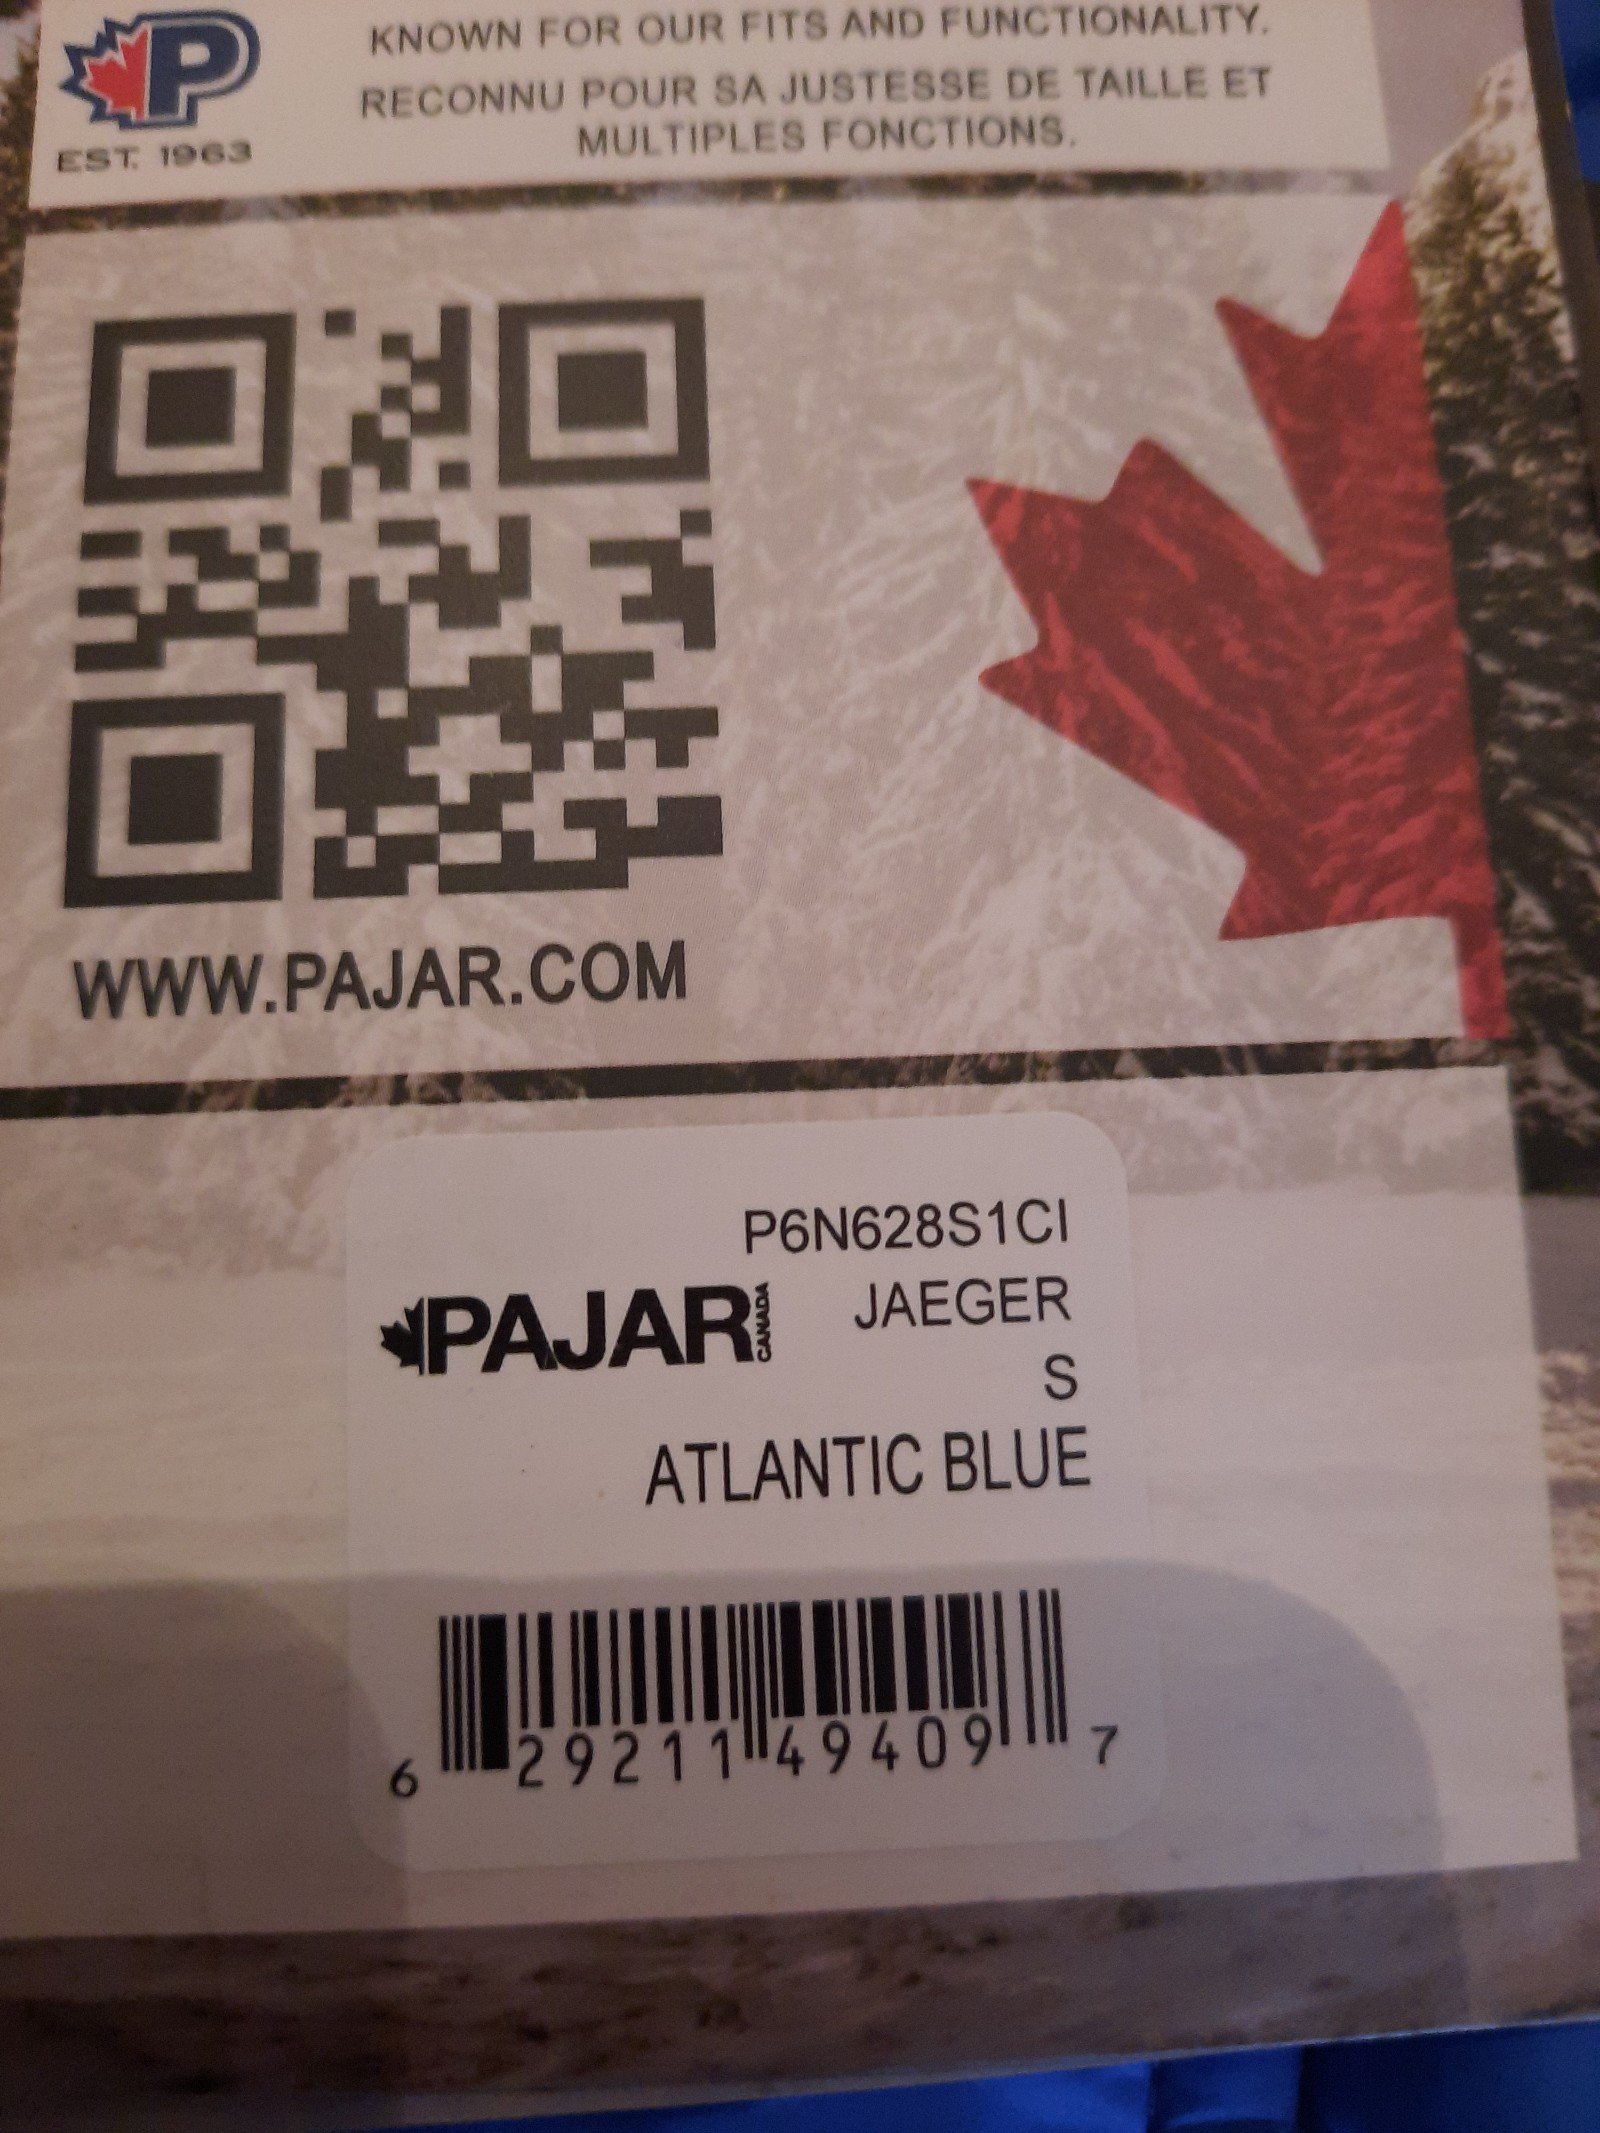 P
EST. 1963
KNOWN FOR OUR FITS AND FUNCTIONALITY.
RECONNU POUR SA JUSTESSE DE TAILLE ET
MULTIPLES FONCTIONS.
WWW.PAJAR.COM
P6N628S1CI
PAJAR CANADA
JAEGER
S
ATLANTIC BLUE
6 29211 49409 7